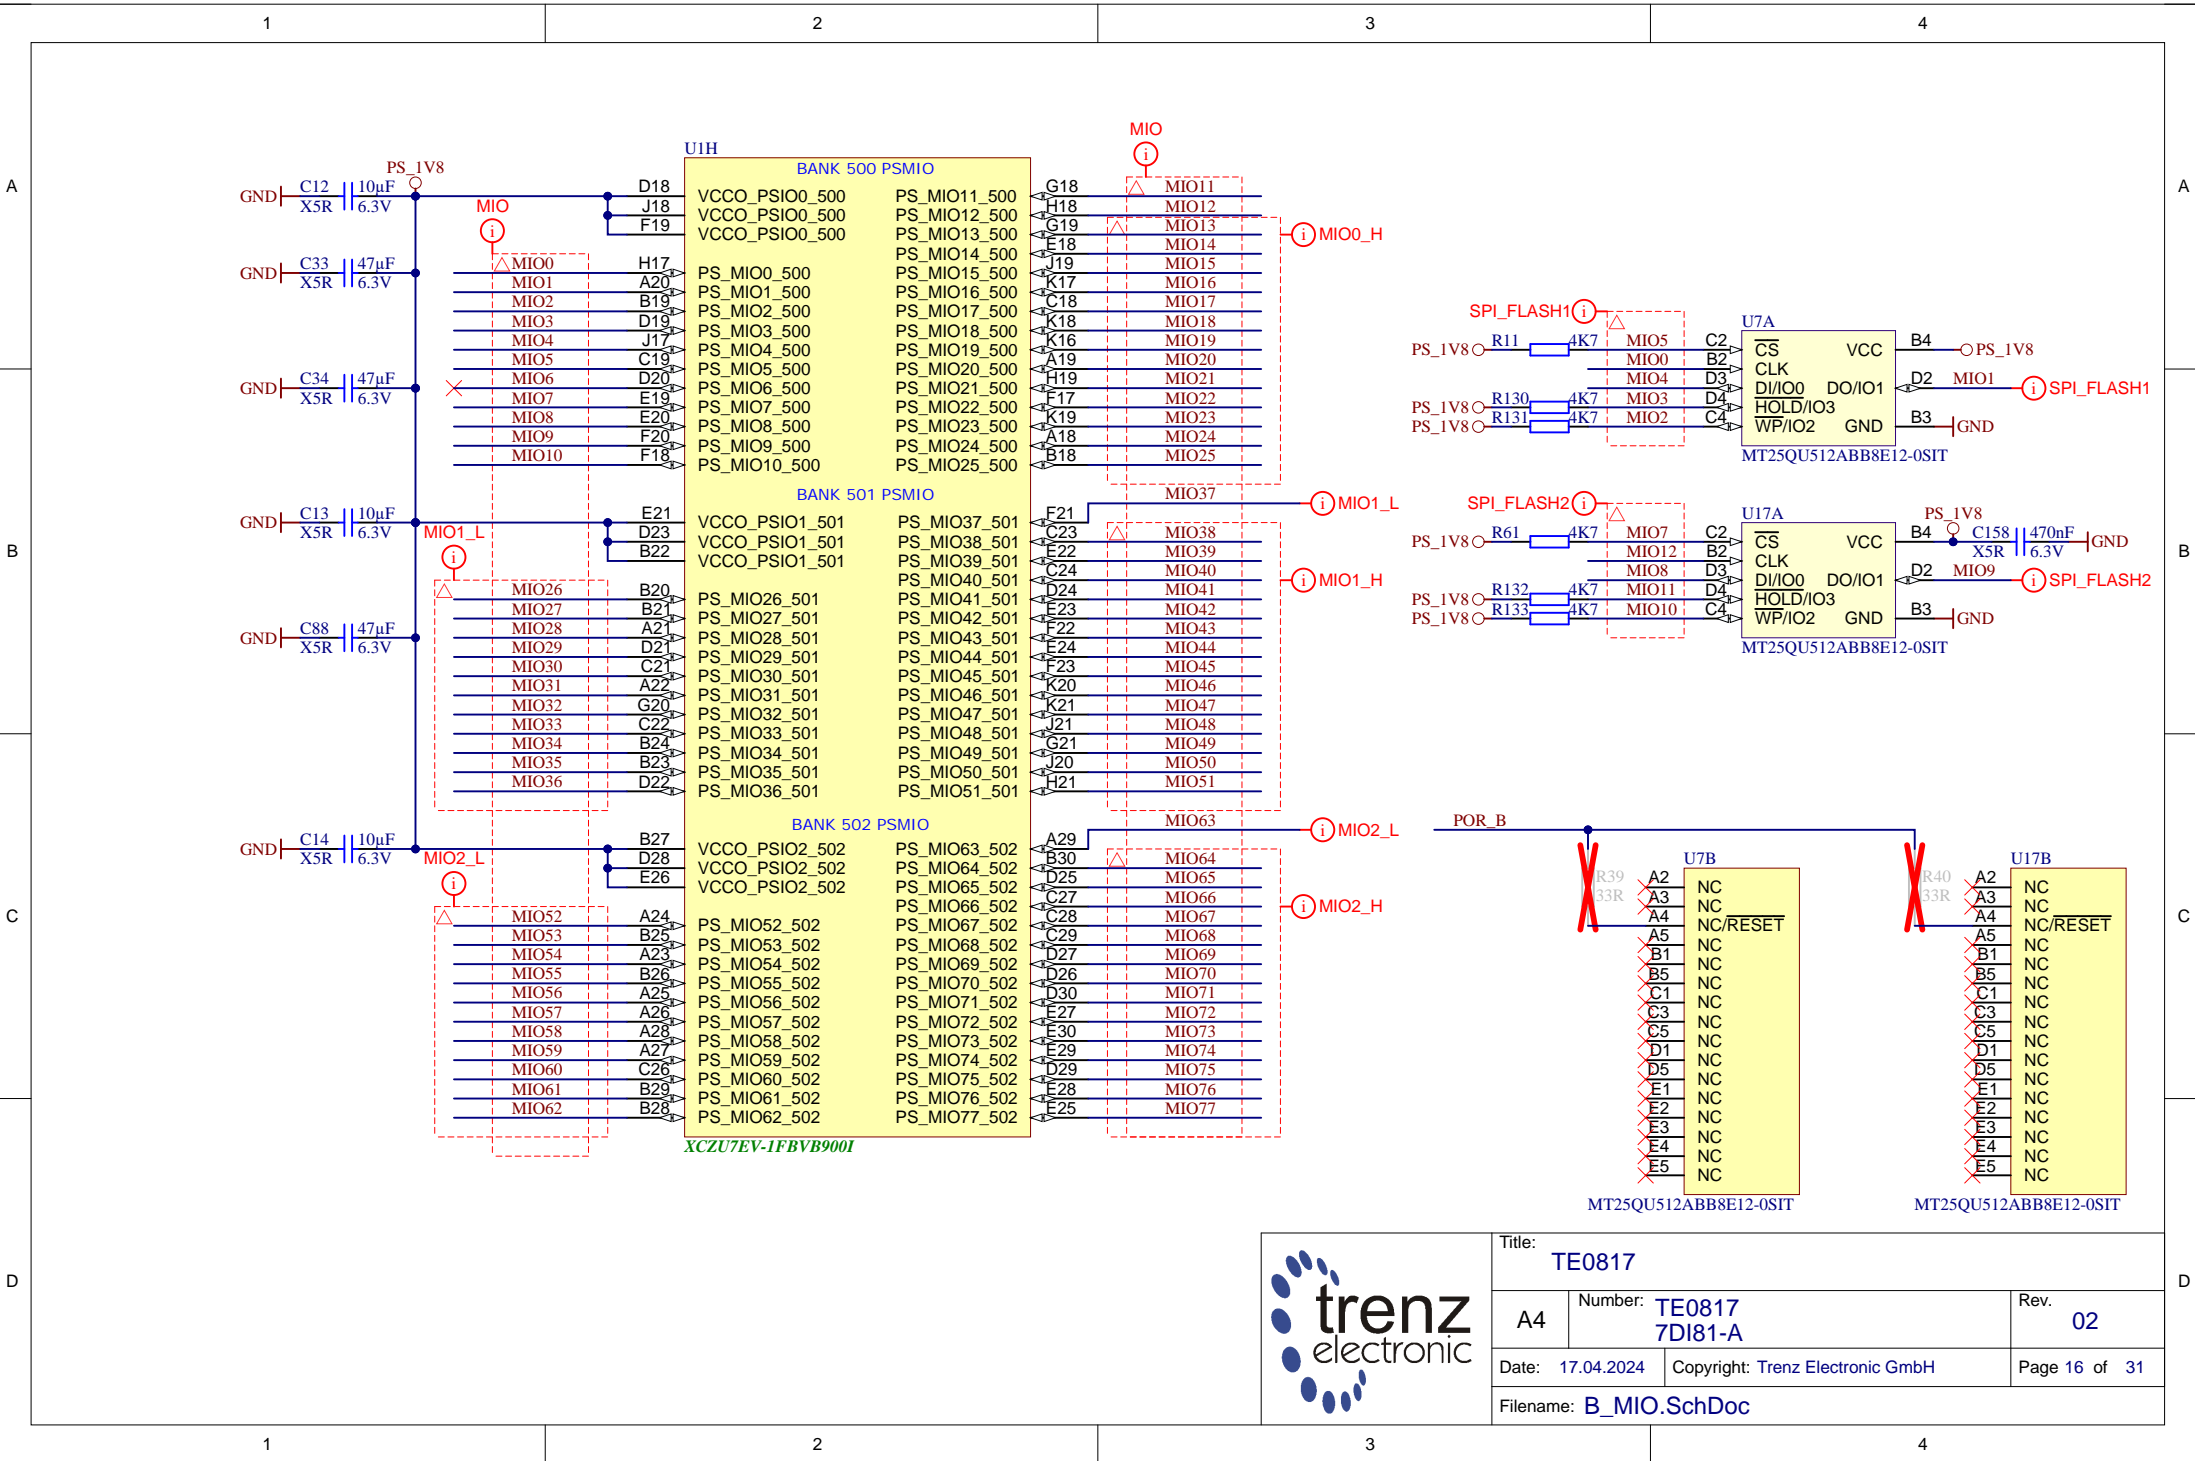 1 2 3 4
A
B
C
D
A
B
C
D
U1H
XCZU7EV-1FBVB900I
GND C12 10µF X5R 6.3V
PS_1V8
GND C33 47µF X5R 6.3V
GND C34 47µF X5R 6.3V
GND C13 10µF X5R 6.3V
GND C88 47µF X5R 6.3V
GND C14 10µF X5R 6.3V
BANK 500 PSMIO
D18 VCCO_PSIO0_500
J18 VCCO_PSIO0_500
F19 VCCO_PSIO0_500
MIO
i
MIO0 H17 PS_MIO0_500
MIO1 A20 PS_MIO1_500
MIO2 B19 PS_MIO2_500
MIO3 D19 PS_MIO3_500
MIO4 J17 PS_MIO4_500
MIO5 C19 PS_MIO5_500
MIO6 D20 PS_MIO6_500
MIO7 E19 PS_MIO7_500
MIO8 E20 PS_MIO8_500
MIO9 F20 PS_MIO9_500
MIO10 F18 PS_MIO10_500
MIO
i
PS_MIO11_500 G18 MIO11
PS_MIO12_500 H18 MIO12
PS_MIO13_500 G19 MIO13
PS_MIO14_500 E18 MIO14
PS_MIO15_500 J19 MIO15
PS_MIO16_500 K17 MIO16
PS_MIO17_500 C18 MIO17
PS_MIO18_500 K18 MIO18
PS_MIO19_500 K16 MIO19
PS_MIO20_500 A19 MIO20
PS_MIO21_500 H19 MIO21
PS_MIO22_500 F17 MIO22
PS_MIO23_500 K19 MIO23
PS_MIO24_500 A18 MIO24
PS_MIO25_500 B18 MIO25
i MIO0_H
BANK 501 PSMIO
E21 VCCO_PSIO1_501
D23 VCCO_PSIO1_501
B22 VCCO_PSIO1_501
MIO1_L
i
MIO26 B20 PS_MIO26_501
MIO27 B21 PS_MIO27_501
MIO28 A21 PS_MIO28_501
MIO29 D21 PS_MIO29_501
MIO30 C21 PS_MIO30_501
MIO31 A22 PS_MIO31_501
MIO32 G20 PS_MIO32_501
MIO33 C22 PS_MIO33_501
MIO34 B24 PS_MIO34_501
MIO35 B23 PS_MIO35_501
MIO36 D22 PS_MIO36_501
PS_MIO37_501 F21 MIO37 i MIO1_L
PS_MIO38_501 C23 MIO38
PS_MIO39_501 E22 MIO39
PS_MIO40_501 C24 MIO40
PS_MIO41_501 D24 MIO41
PS_MIO42_501 E23 MIO42
PS_MIO43_501 F22 MIO43
PS_MIO44_501 E24 MIO44
PS_MIO45_501 F23 MIO45
PS_MIO46_501 K20 MIO46
PS_MIO47_501 K21 MIO47
PS_MIO48_501 J21 MIO48
PS_MIO49_501 G21 MIO49
PS_MIO50_501 J20 MIO50
PS_MIO51_501 H21 MIO51
i MIO1_H
BANK 502 PSMIO
B27 VCCO_PSIO2_502
D28 VCCO_PSIO2_502
E26 VCCO_PSIO2_502
MIO2_L
i
MIO52 A24 PS_MIO52_502
MIO53 B25 PS_MIO53_502
MIO54 A23 PS_MIO54_502
MIO55 B26 PS_MIO55_502
MIO56 A25 PS_MIO56_502
MIO57 A26 PS_MIO57_502
MIO58 A28 PS_MIO58_502
MIO59 A27 PS_MIO59_502
MIO60 C26 PS_MIO60_502
MIO61 B29 PS_MIO61_502
MIO62 B28 PS_MIO62_502
PS_MIO63_502 A29 MIO63 i MIO2_L
PS_MIO64_502 B30 MIO64
PS_MIO65_502 D25 MIO65
PS_MIO66_502 C27 MIO66
PS_MIO67_502 C28 MIO67
PS_MIO68_502 C29 MIO68
PS_MIO69_502 D27 MIO69
PS_MIO70_502 D26 MIO70
PS_MIO71_502 D30 MIO71
PS_MIO72_502 E27 MIO72
PS_MIO73_502 E30 MIO73
PS_MIO74_502 E29 MIO74
PS_MIO75_502 D29 MIO75
PS_MIO76_502 E28 MIO76
PS_MIO77_502 E25 MIO77
i MIO2_H
SPI_FLASH1 i
U7A
PS_1V8 R11 4K7 MIO5 C2 CS VCC B4 PS_1V8
MIO0 B2 CLK
MIO4 D3 DI/IO0 DO/IO1 D2 MIO1 i SPI_FLASH1
PS_1V8 R130 4K7 MIO3 D4 HOLD/IO3
PS_1V8 R131 4K7 MIO2 C4 WP/IO2 GND B3 GND
MT25QU512ABB8E12-0SIT
SPI_FLASH2 i
U17A
PS_1V8
C158 470nF X5R 6.3V GND
PS_1V8 R61 4K7 MIO7 C2 CS VCC B4
MIO12 B2 CLK
MIO8 D3 DI/IO0 DO/IO1 D2 MIO9 i SPI_FLASH2
PS_1V8 R132 4K7 MIO11 D4 HOLD/IO3
PS_1V8 R133 4K7 MIO10 C4 WP/IO2 GND B3 GND
MT25QU512ABB8E12-0SIT
POR_B
R39
33R
U7B
A2 NC
A3 NC
A4 NC/RESET
A5 NC
B1 NC
B5 NC
C1 NC
C3 NC
C5 NC
D1 NC
D5 NC
E1 NC
E2 NC
E3 NC
E4 NC
E5 NC
MT25QU512ABB8E12-0SIT
R40
33R
U17B
A2 NC
A3 NC
A4 NC/RESET
A5 NC
B1 NC
B5 NC
C1 NC
C3 NC
C5 NC
D1 NC
D5 NC
E1 NC
E2 NC
E3 NC
E4 NC
E5 NC
MT25QU512ABB8E12-0SIT
trenz
electronic
Title:
TE0817
A4
Number: TE0817
7DI81-A
Rev.
02
Date: 17.04.2024 Copyright: Trenz Electronic GmbH Page 16 of 31
Filename: B_MIO.SchDoc
1 2 3 4